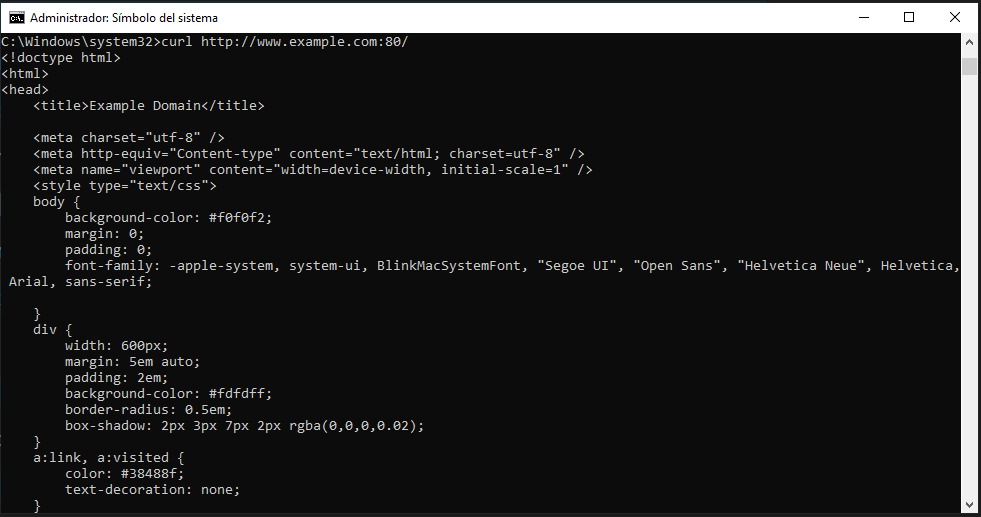 Administrador: Símbolo del sistema
C:\Windows\system32>curl http://www.example.com:80/
<!doctype html>
<html>
<head>
    <title>Example Domain</title>

    <meta charset="utf-8" />
    <meta http-equiv="Content-type" content="text/html; charset=utf-8" />
    <meta name="viewport" content="width=device-width, initial-scale=1" />
    <style type="text/css">
    body {
        background-color: #f0f0f2;
        margin: 0;
        padding: 0;
        font-family: -apple-system, system-ui, BlinkMacSystemFont, "Segoe UI", "Open Sans", "Helvetica Neue", Helvetica,
 Arial, sans-serif;

    }
    div {
        width: 600px;
        margin: 5em auto;
        padding: 2em;
        background-color: #fdfdff;
        border-radius: 0.5em;
        box-shadow: 2px 3px 7px 2px rgba(0,0,0,0.02);
    }
    a:link, a:visited {
        color: #38488f;
        text-decoration: none;
    }